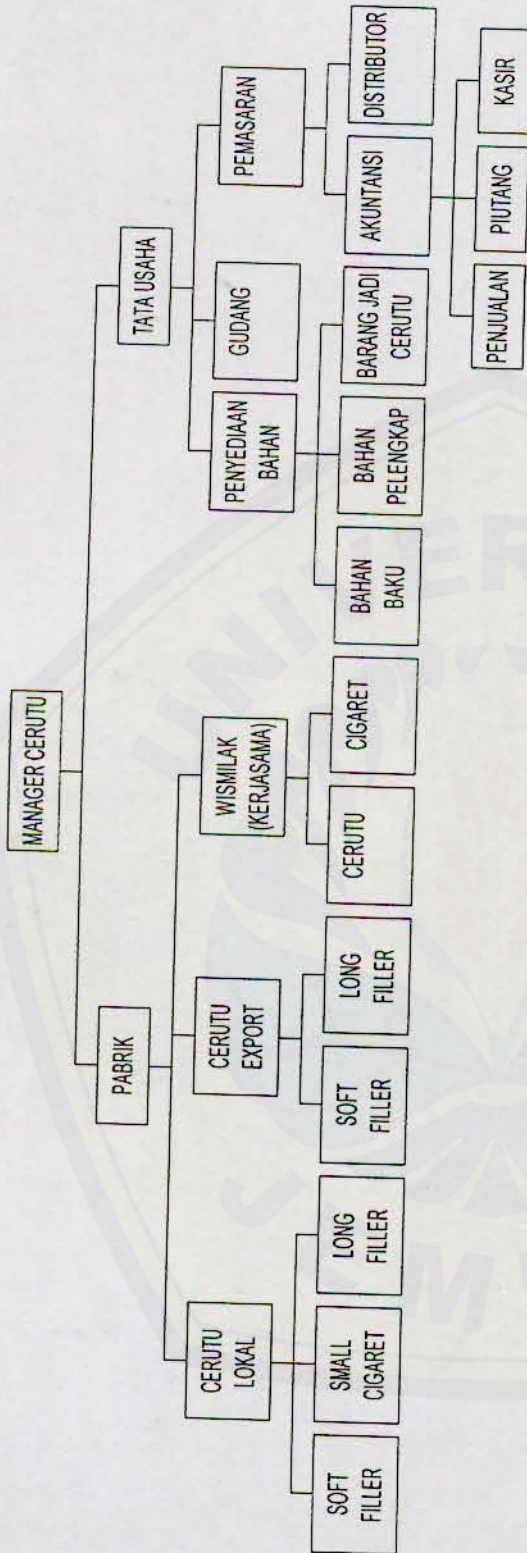 MANAGER CERUTU
PABRIK
TATA USAHA
CERUTU
LOKAL
CERUTU
EXPORT
WISMILAK
(KERJASAMA)
PENYEDIAAN
BAHAN
GUDANG
PEMASARAN
SOFT
FILLER
SMALL
CIGARET
LONG
FILLER
SOFT
FILLER
LONG
FILLER
CERUTU
CIGARET
BAHAN
BAKU
BAHAN
PELENGKAP
BARANG JADI
CERUTU
AKUNTANSI
DISTRIBUTOR
PENJUALAN
PIUTANG
KASIR
UNIVER
JEMB